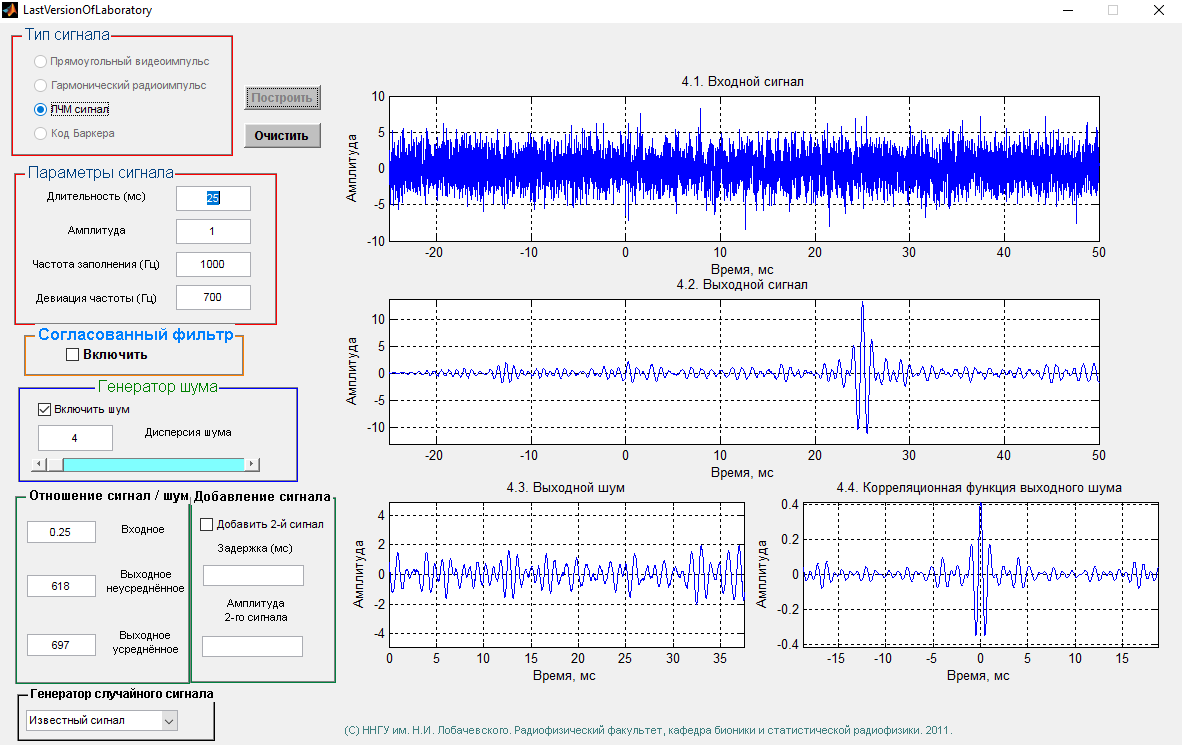 LastVersionOfLaboratory
Тип сигнала
Прямоугольный видеоимпульс
Гармонический радиоимпульс
ЛЧМ сигнал
Код Баркера
Построить
Очистить
Параметры сигнала
Длительность (мс)
25
Амплитуда
1
Частота заполнения (Гц)
1000
Девиация частоты (Гц)
700
Согласованный фильтр
Включить
Генератор шума
Включить шум
4
Дисперсия шума
Отношение сигнал / шум
0.25
Входное
618
Выходное
неусреднённое
697
Выходное
усреднённое
Добавление сигнала
Добавить 2-й сигнал
Задержка (мс)
Амплитуда
2-го сигнала
Генератор случайного сигнала
Известный сигнал
4.1. Входной сигнал
Амплитуда
10
5
0
-5
-10
-20 -10 0 10 20 30 40 50
Время, мс
4.2. Выходной сигнал
Амплитуда
10
5
0
-5
-10
-20 -10 0 10 20 30 40 50
Время, мс
4.3. Выходной шум
Амплитуда
4
2
0
-2
-4
0 5 10 15 20 25 30 35
Время, мс
4.4. Корреляционная функция выходного шума
Амплитуда
0.4
0.2
0
-0.2
-0.4
-15 -10 -5 0 5 10 15
Время, мс
(С) ННГУ им. Н.И. Лобачевского. Радиофизический факультет, кафедра бионики и статистической радиофизики. 2011.